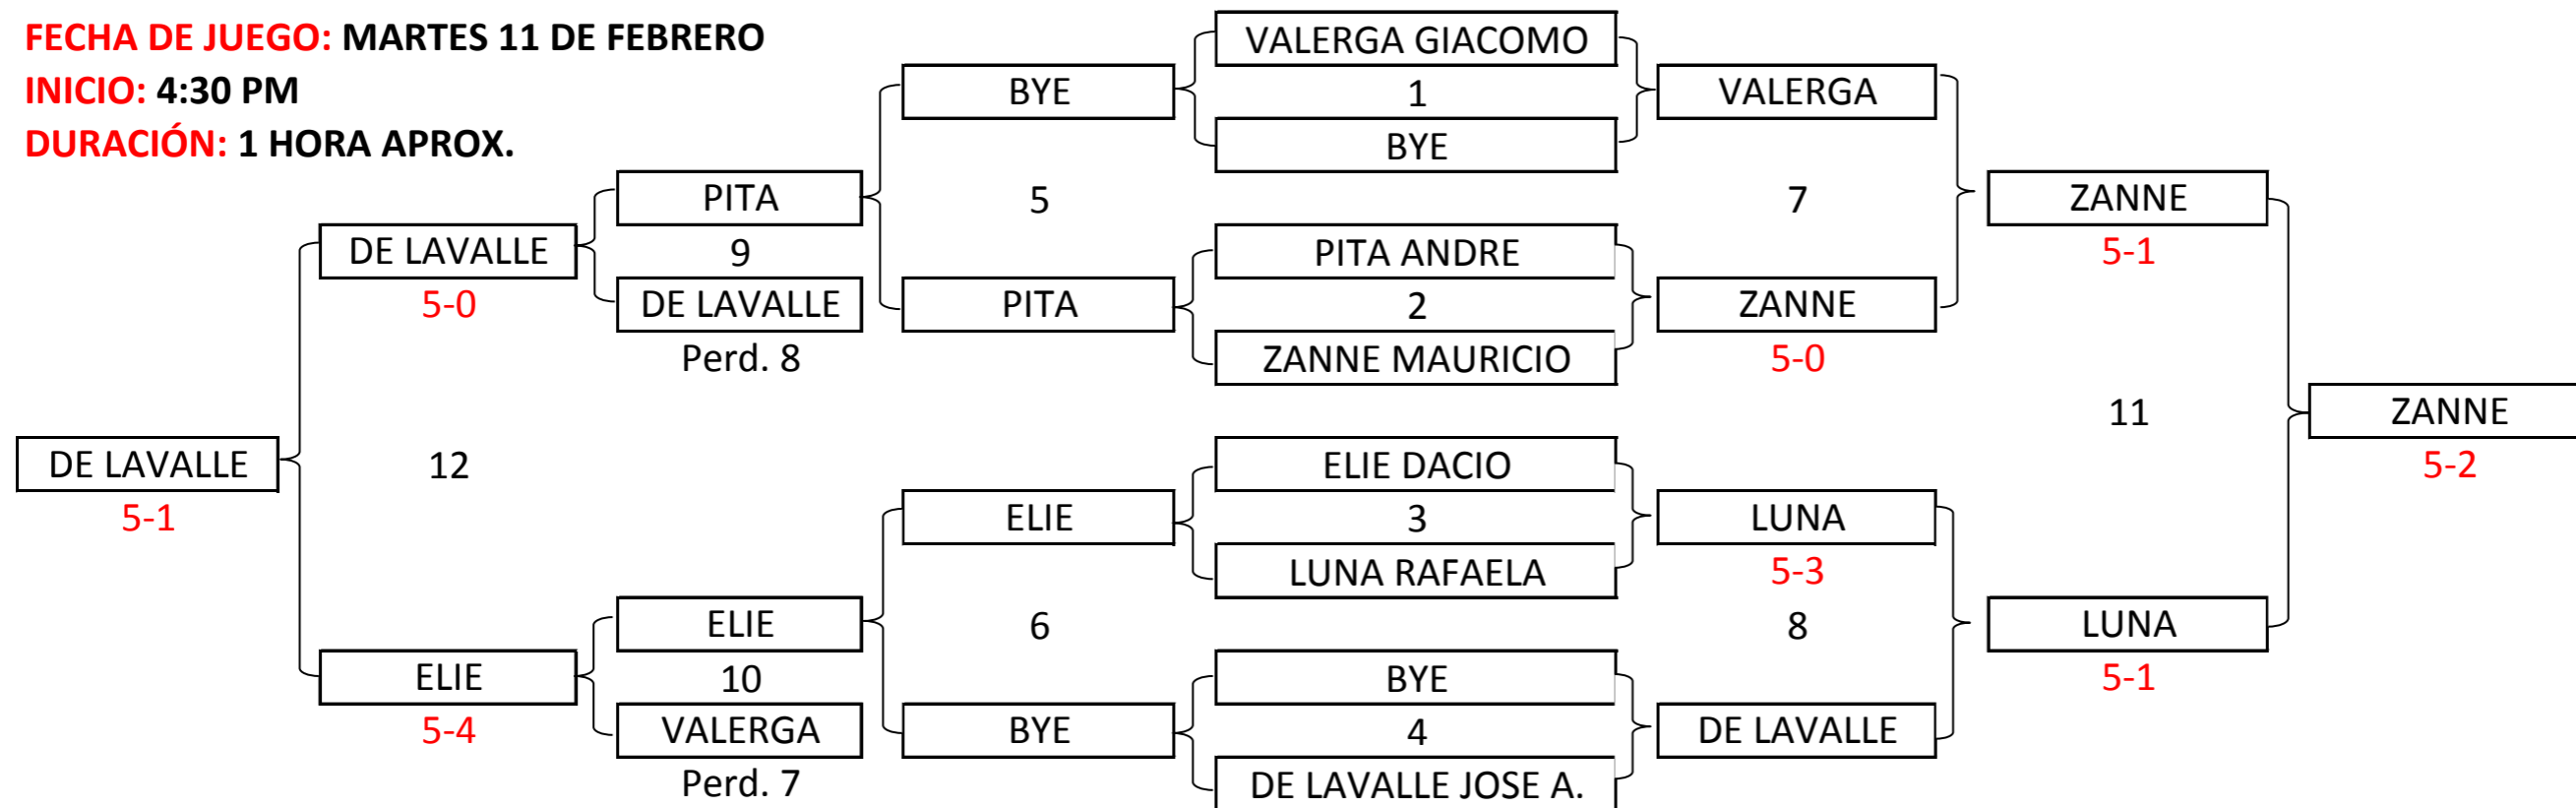 FECHA DE JUEGO: MARTES 11 DE FEBRERO
INICIO: 4:30 PM
DURACIÓN: 1 HORA APROX.
VALERGA GIACOMO
BYE
1
VALERGA
BYE
PITA
5
7
ZANNE
DE LAVALLE
9
PITA ANDRE
5-1
5-0
DE LAVALLE
PITA
2
ZANNE
Perd. 8
ZANNE MAURICIO
5-0
11
ZANNE
DE LAVALLE
12
ELIE DACIO
5-2
5-1
ELIE
3
LUNA
LUNA RAFAELA
5-3
ELIE
6
8
LUNA
ELIE
10
BYE
5-1
5-4
VALERGA
BYE
4
DE LAVALLE
Perd. 7
DE LAVALLE JOSE A.